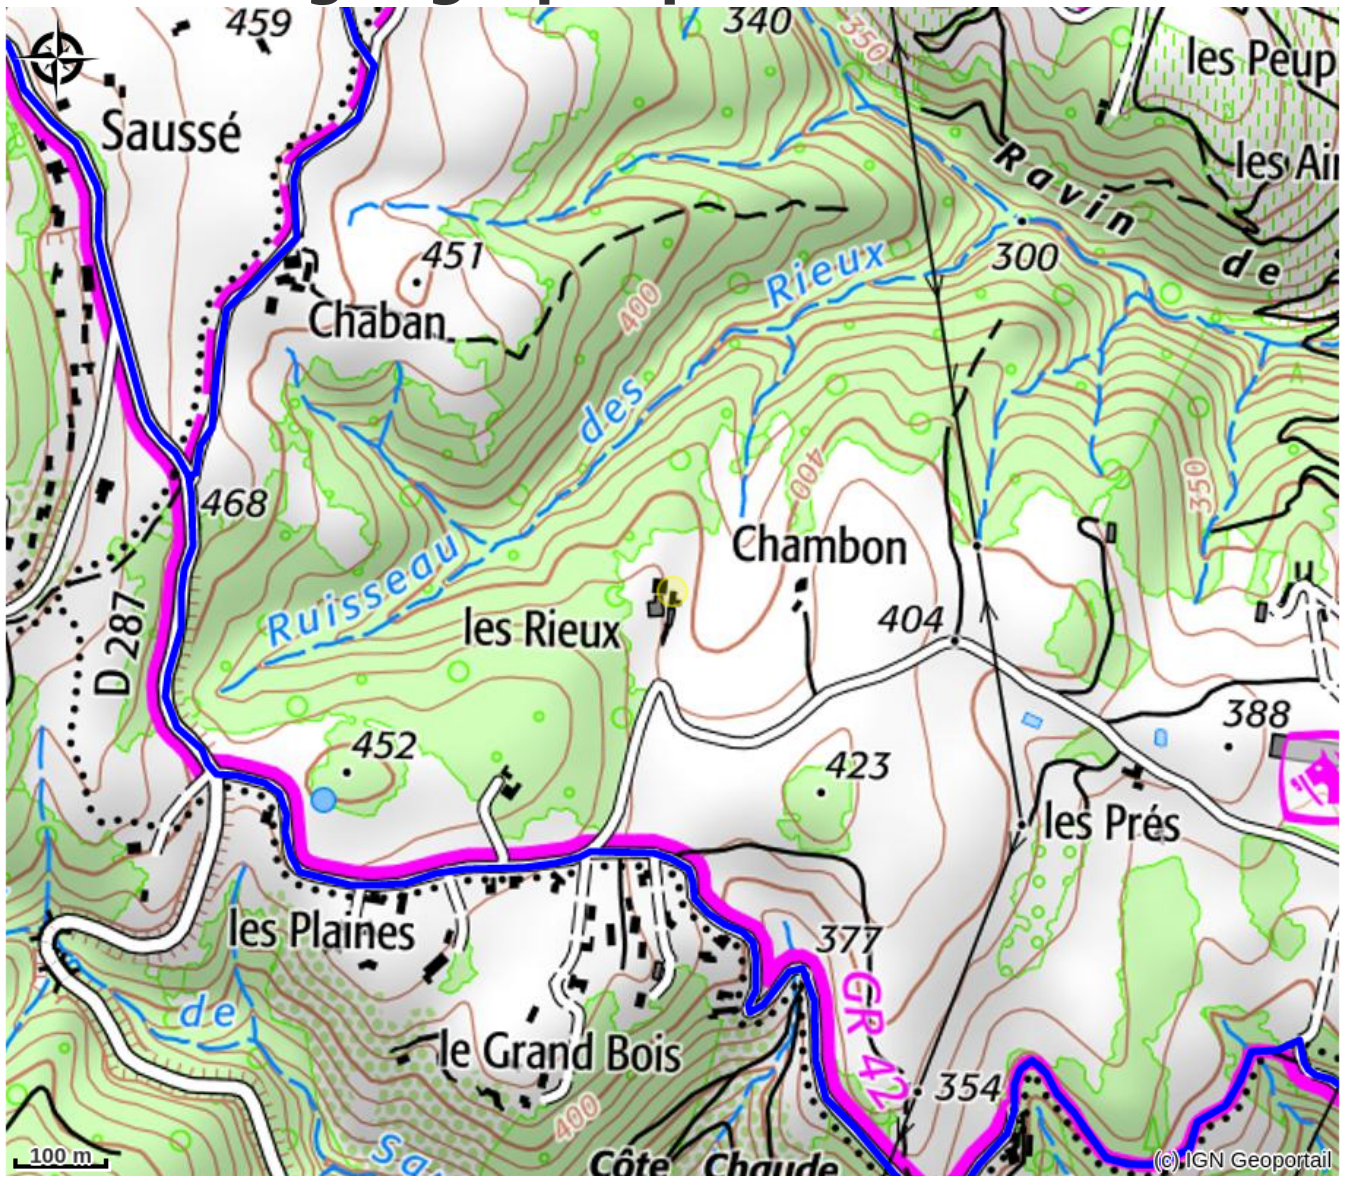 459
340
350
les Peup
Saussé
les Ai
Ravin
de
451
300
Rieux
400
Chaban
des
400
350
468
Chambon
Ruisseau
les Rieux
404
D 287
388
452
423
les Prés
les Plaines
377
GR 42
de
le Grand Bois
354
400
Côte Chaude
100 m
(c) IGN Geoportail